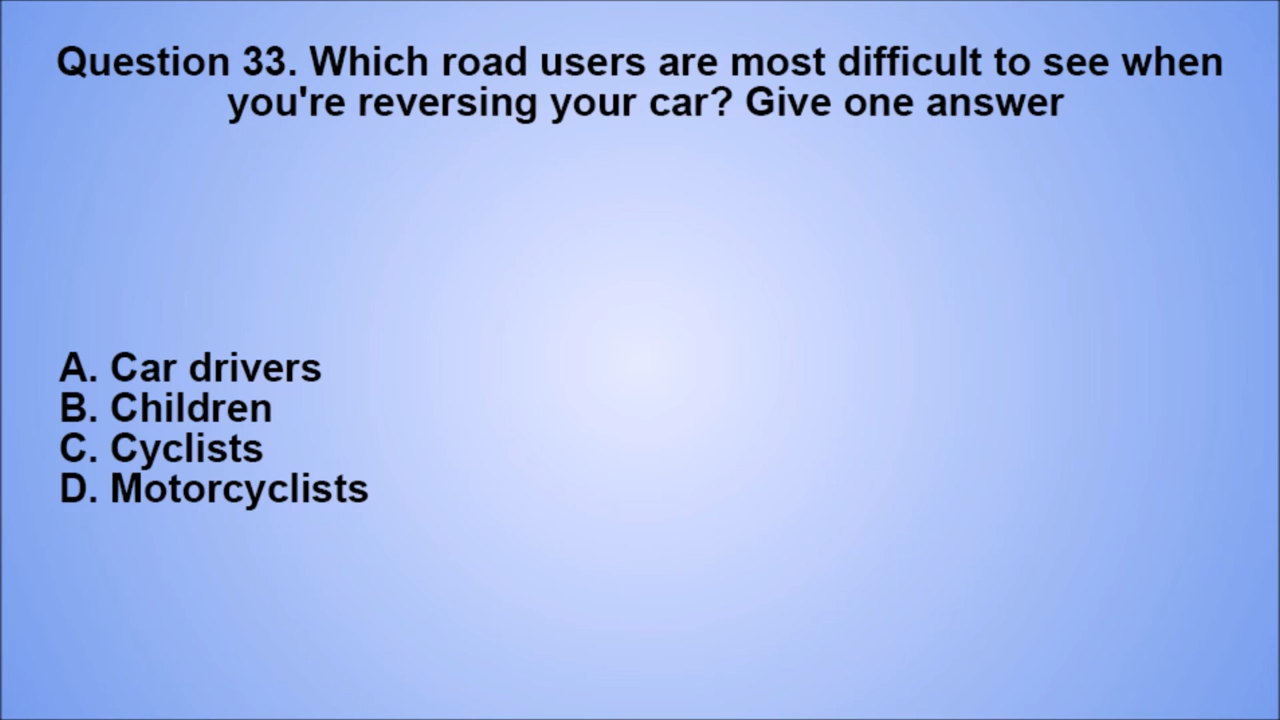 Question 33. Which road users are most difficult to see when
you're reversing your car? Give one answer
A. Car drivers
B. Children
C. Cyclists
D. Motorcyclists